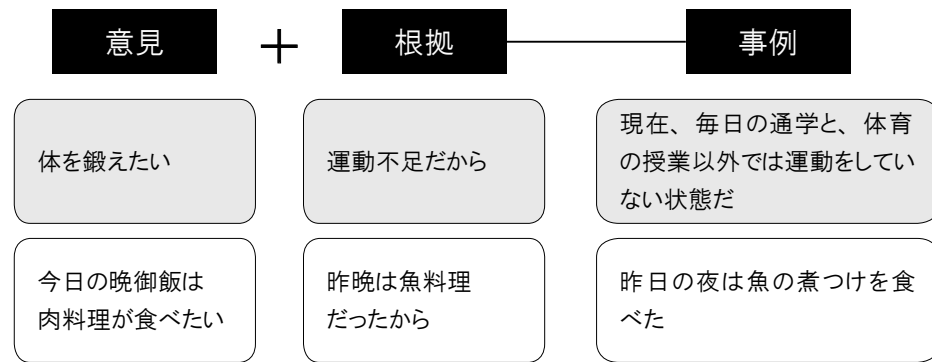 意見
＋
根拠
事例
体を鍛えたい
運動不足だから
現在、毎日の通学と、体育
の授業以外では運動をしてい
ない状態だ
今日の晩御飯は
肉料理が食べたい
昨晩は魚料理
だったから
昨日の夜は魚の煮つけを食
べた